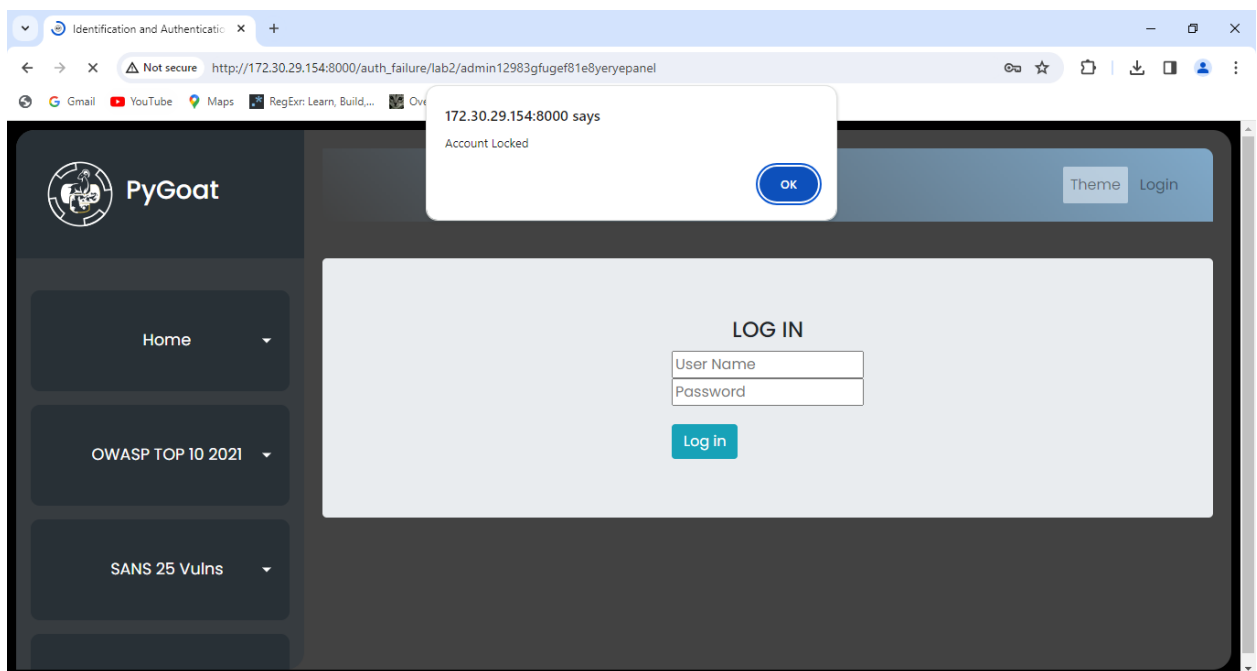 Identification and Authenticatio
Not secure http://172.30.29.154:8000/auth_failure/lab2/admin12983gfugef81e8yeryepanel
Gmail YouTube Maps RegExr: Learn, Build,... Ove
172.30.29.154:8000 says
Account Locked
OK
PyGoat
Theme Login
LOG IN
User Name
Home
Password
Log in
OWASP TOP 10 2021
SANS 25 Vulns